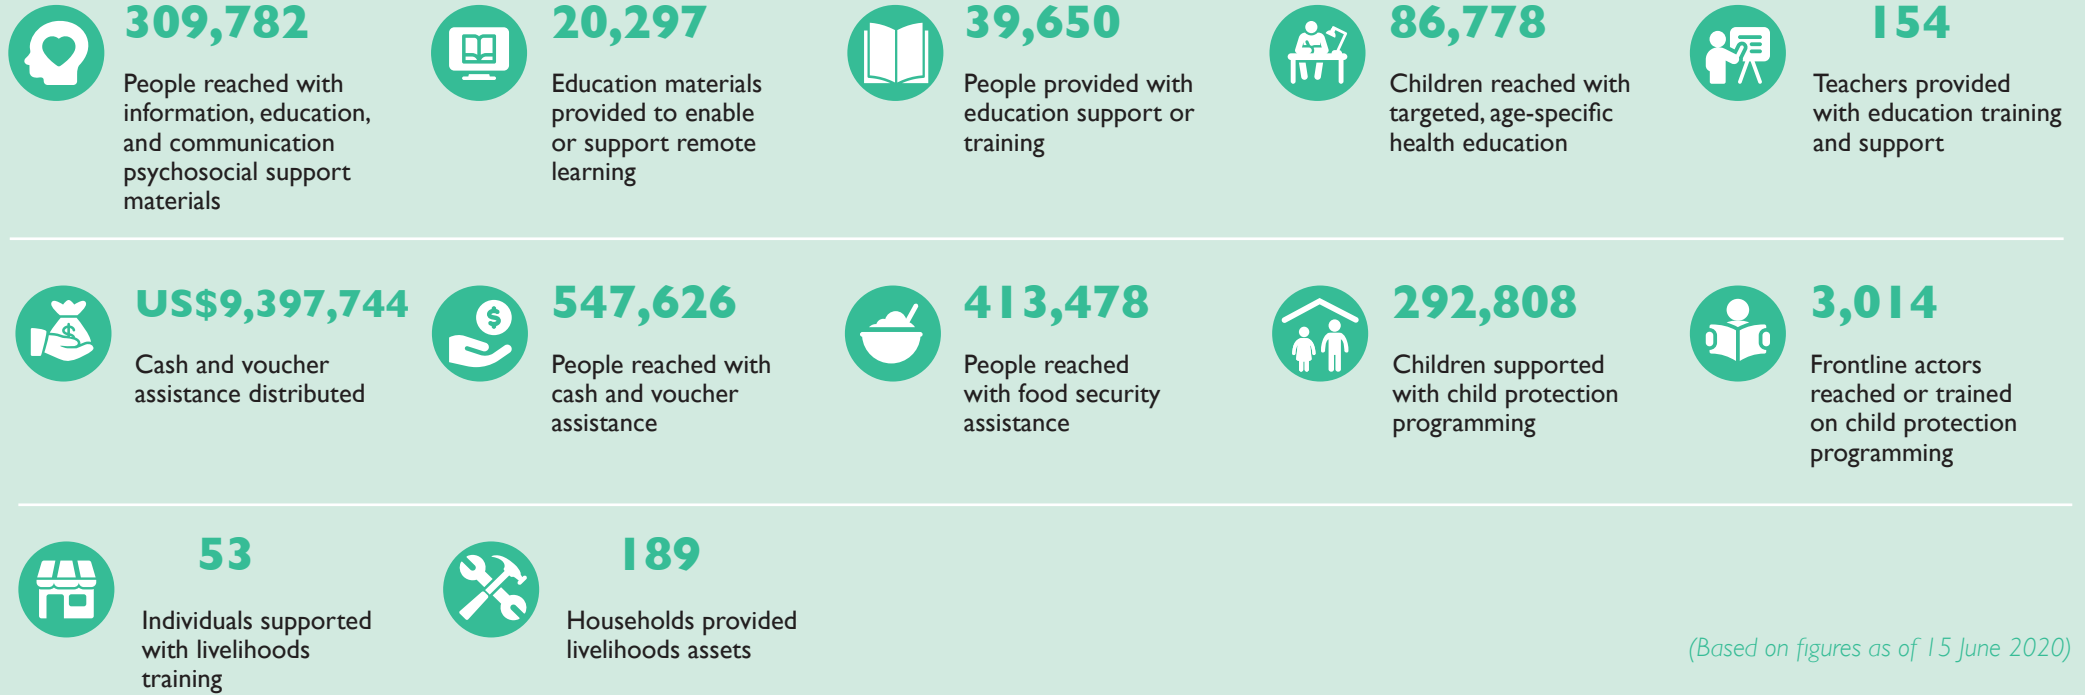 309,782
People reached with
information, education,
and communication
psychosocial support
materials
20,297
Education materials
provided to enable
or support remote
learning
39,650
People provided with
education support or
training
86,778
Children reached with
targeted, age-specific
health education
154
Teachers provided
with education training
and support
US$9,397,744
Cash and voucher
assistance distributed
547,626
People reached with
cash and voucher
assistance
413,478
People reached
with food security
assistance
292,808
Children supported
with child protection
programming
3,014
Frontline actors
reached or trained
on child protection
programming
53
Individuals supported
with livelihoods
training
189
Households provided
livelihoods assets
(Based on figures as of 15 June 2020)